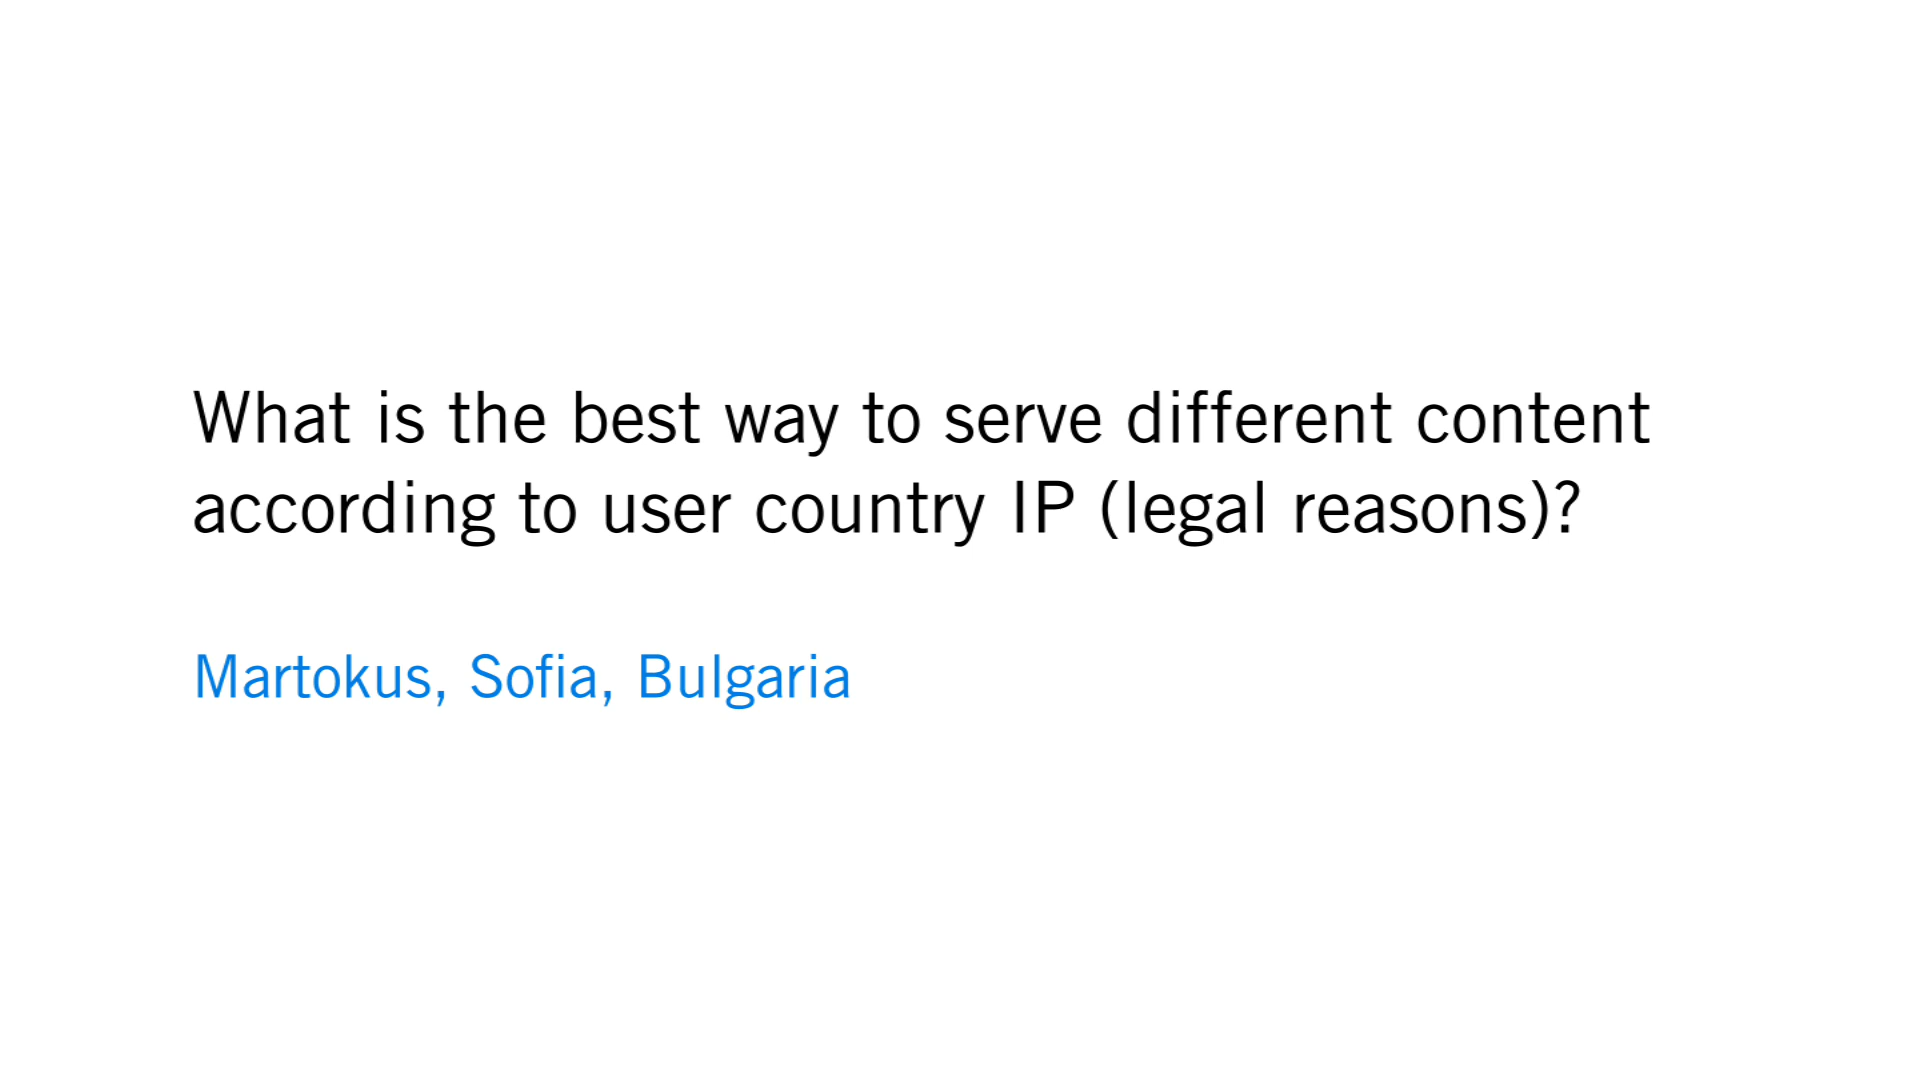 What is the best way to serve different content
according to user country IP (legal reasons)?
Martokus, Sofia, Bulgaria